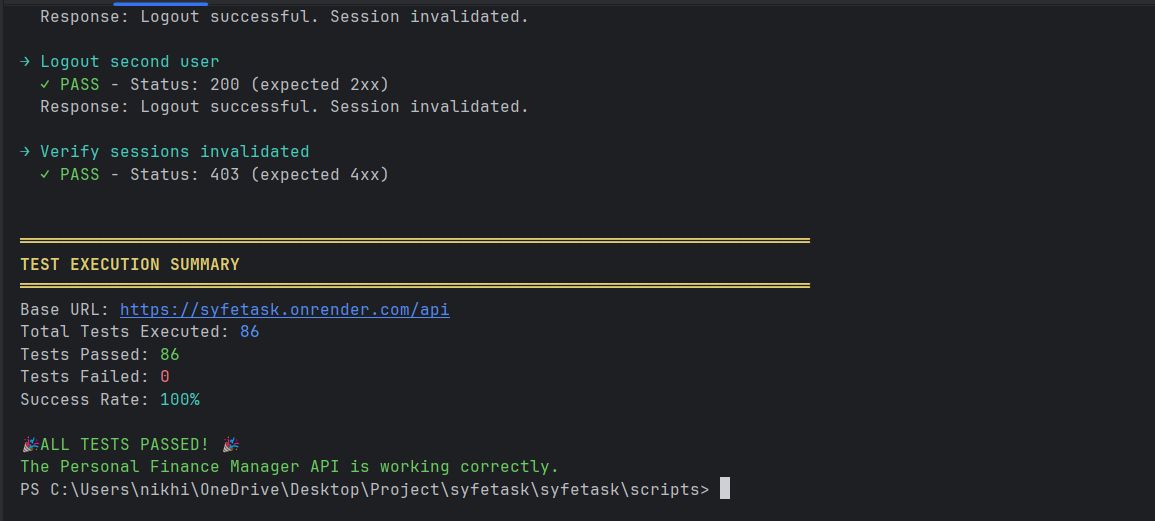 Response: Logout successful. Session invalidated.
→ Logout second user
✓ PASS - Status: 200 (expected 2xx)
Response: Logout successful. Session invalidated.
→ Verify sessions invalidated
✓ PASS - Status: 403 (expected 4xx)
TEST EXECUTION SUMMARY
Base URL: https://syfetask.onrender.com/api
Total Tests Executed: 86
Tests Passed: 86
Tests Failed: 0
Success Rate: 100%
🎉ALL TESTS PASSED! 🎉
The Personal Finance Manager API is working correctly.
PS C:\Users\nikhi\OneDrive\Desktop\Project\syfetask\syfetask\scripts>